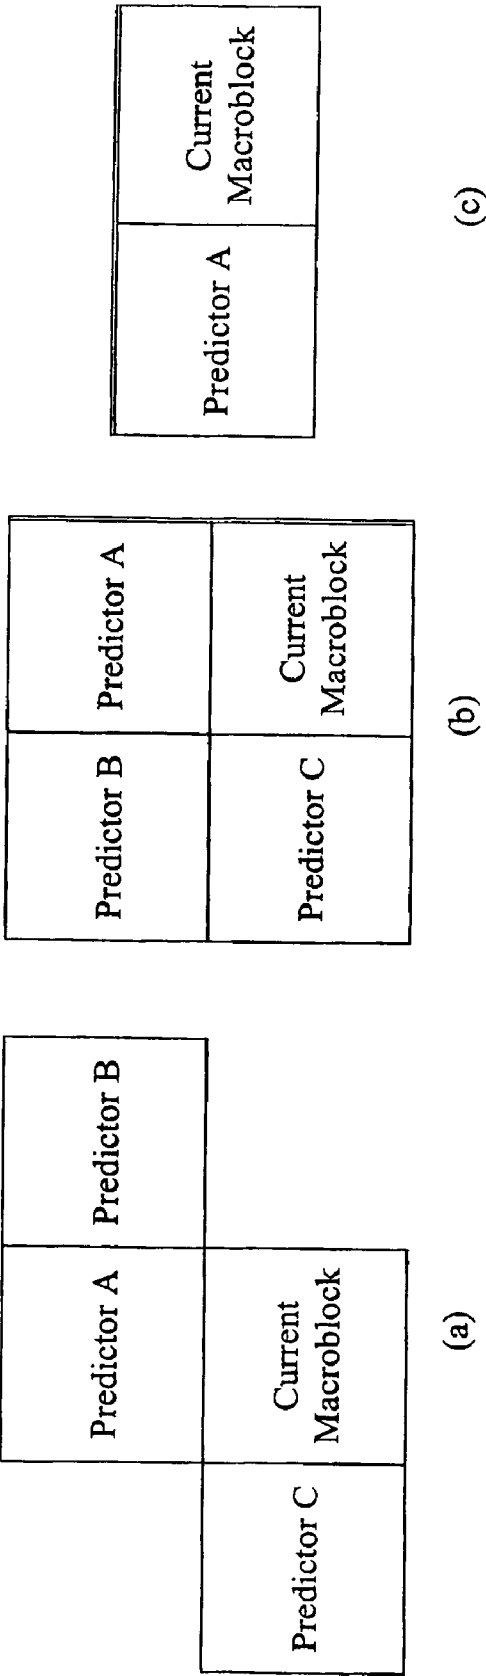 Predictor A
Predictor B
Predictor C
Current
Macroblock
(a)
Predictor B
Predictor A
Predictor C
Current
Macroblock
(b)
Predictor A
Current
Macroblock
(c)